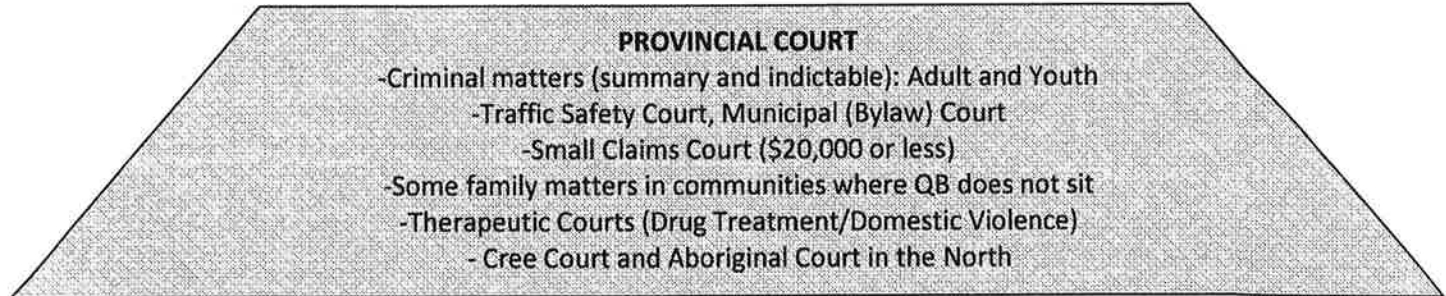 PROVINCIAL COURT
-Criminal matters (summary and indictable): Adult and Youth
-Traffic Safety Court, Municipal (Bylaw) Court
-Small Claims Court ($20,000 or less)
-Some family matters in communities where QB does not sit
-Therapeutic Courts (Drug Treatment/Domestic Violence)
- Cree Court and Aboriginal Court in the North